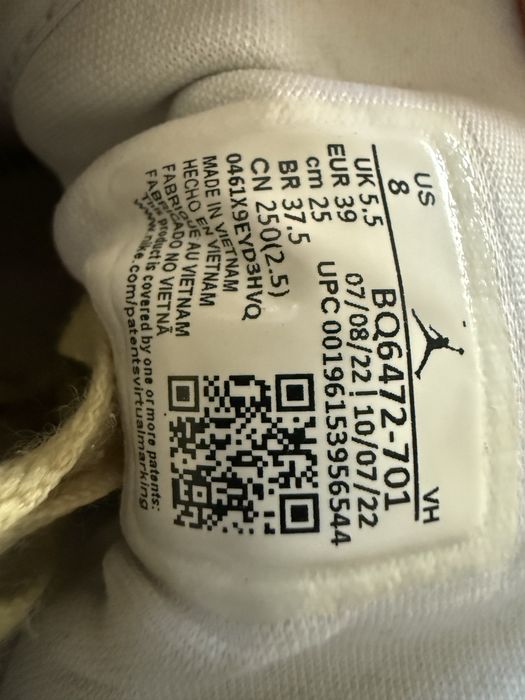 US
8
VH
UK 5.5
EUR 39
cm 25
BR 37.5
CN 250(2.5)
BQ6472-701
07/08/22 | 10/07/22
UPC 00196153956544
0461X9EYD3HVQ
MADE IN VIETNAM
HECHO EN VIETNAM
FABRIQUÉ AU VIETNAM
FABRICADO NO VIETNÃ
This product is covered by one or more patents:
www.nike.com/patentsvirtualmarking